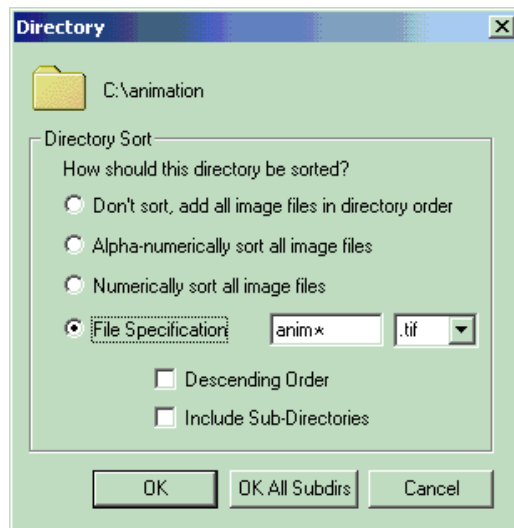 Directory
C:\animation
Directory Sort
How should this directory be sorted?
Don't sort, add all image files in directory order
Alpha-numerically sort all image files
Numerically sort all image files
File Specification anim* .tif
Descending Order
Include Sub-Directories
OK OK All Subdirs Cancel